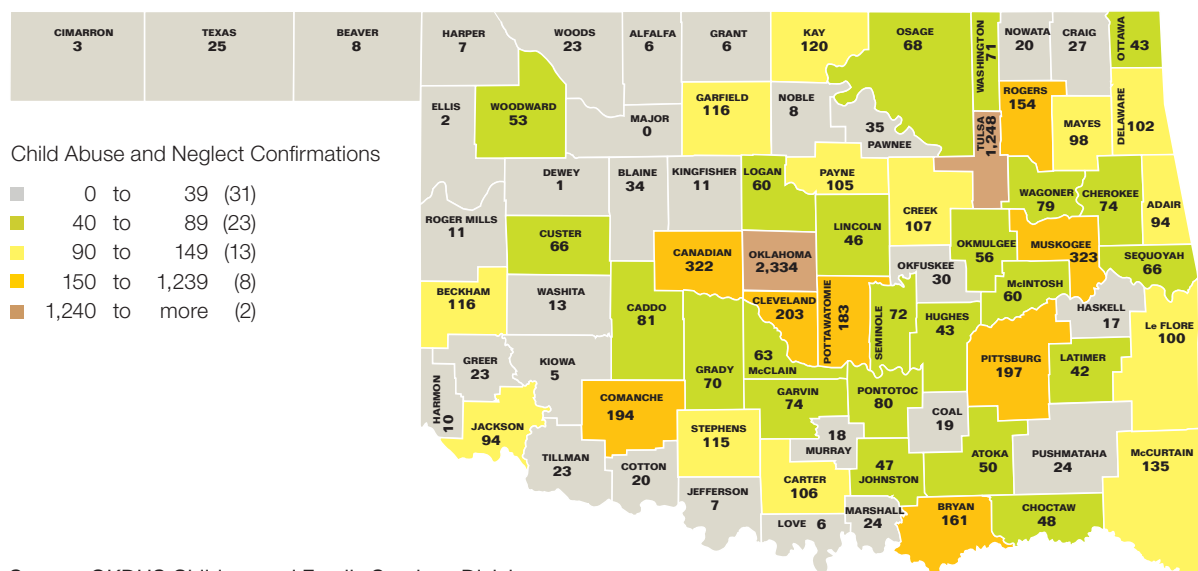 CIMARRON
3
TEXAS
25
BEAVER
8
HARPER
7
WOODS
23
ALFALFA
6
GRANT
6
KAY
120
OSAGE
68
WASHINGTON
71
NOWATA
20
CRAIG
27
OTTAWA
43
ELLIS
2
WOODWARD
53
MAJOR
0
GARFIELD
116
NOBLE
8
35
PAWNEE
TULSA
1,248
ROGERS
154
MAYES
98
DELAWARE
102
Child Abuse and Neglect Confirmations
0 to 39 (31)
40 to 89 (23)
90 to 149 (13)
150 to 1,239 (8)
1,240 to more (2)
DEWEY
1
BLAINE
34
KINGFISHER
11
LOGAN
60
PAYNE
105
CREEK
107
WAGONER
79
CHEROKEE
74
ADAIR
94
ROGER MILLS
11
CUSTER
66
CANADIAN
322
OKLAHOMA
2,334
LINCOLN
46
OKFUSKEE
30
OKMULGEE
56
MUSKOGEE
323
SEQUOYAH
66
BECKHAM
116
WASHITA
13
CADDO
81
CLEVELAND
203
POTTAWATOMIE
183
SEMINOLE
72
HUGHES
43
McINTOSH
60
HASKELL
17
Le FLORE
100
HARMON
10
GREER
23
KIOWA
5
GRADY
70
63
McCLAIN
PITTSBURG
197
LATIMER
42
JACKSON
94
COMANCHE
194
STEPHENS
115
GARVIN
74
PONTOTOC
80
COAL
19
18
MURRAY
TILLMAN
23
COTTON
20
JEFFERSON
7
CARTER
106
47
JOHNSTON
ATOKA
50
PUSHMATAHA
24
McCURTAIN
135
LOVE 6
MARSHALL
24
BRYAN
161
CHOCTAW
48